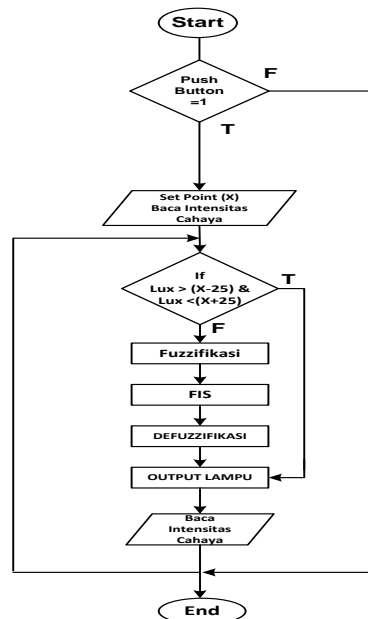 Start
Push
Button
=1
F
T
Set Point (X)
Baca Intensitas
Cahaya
If
Lux > (X-25) &
Lux <(X+25)
T
F
Fuzzifikasi
FIS
DEFUZZIFIKASI
OUTPUT LAMPU
Baca
Intensitas
Cahaya
End